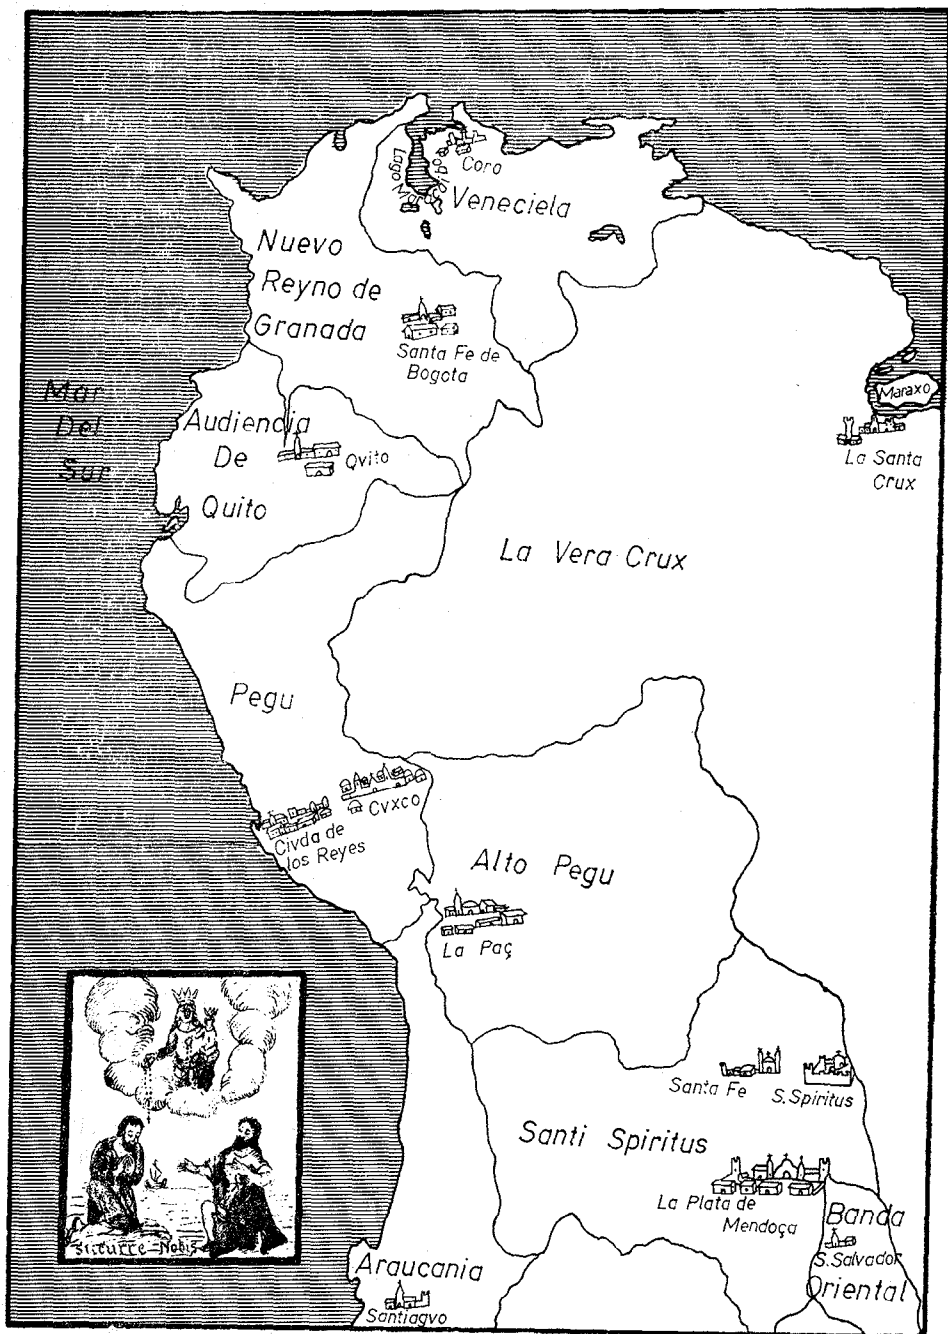 Coro
Veneciela
Nuevo
Reyno de
Granada
Santa Fe de
Bogota
Mar
Del
Sur
Audiencia
De
Quito
Qvito
Maraxo
La Santa
Crux
La Vera Crux
Pegu
Cvxco
Civda de
los Reyes
Alto Pegu
La Paç
Santa Fe
S. Spiritus
Santi Spiritus
La Plata de
Mendoça
Banda
S. Salvador
Oriental
Araucania
Santiagvo
Lago
Nobis